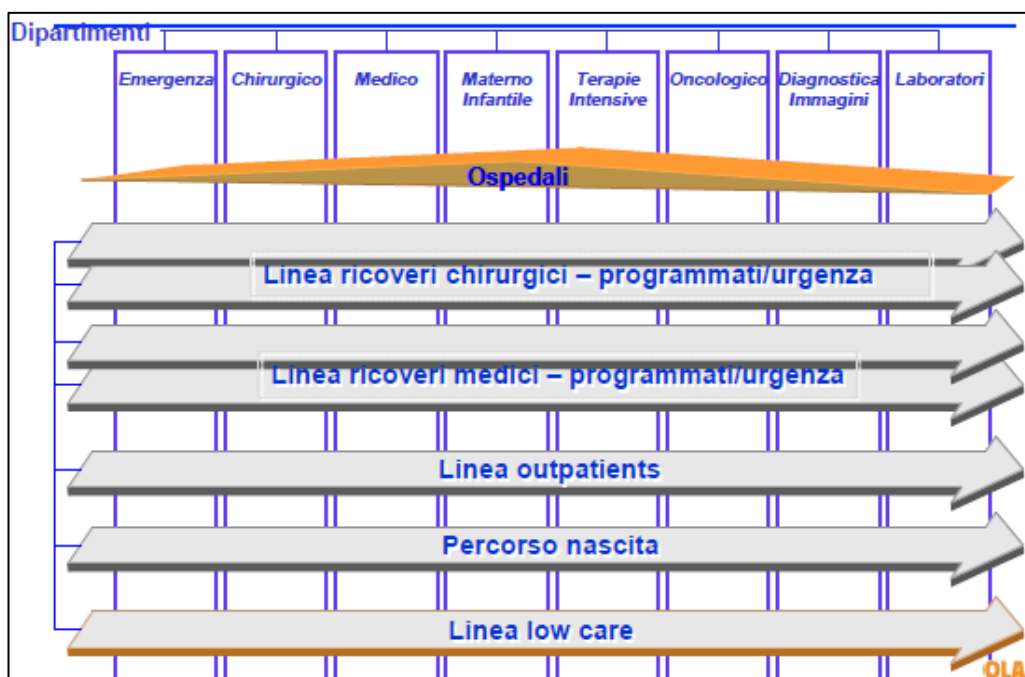 Dipartimenti
Emergenza
Chirurgico
Medico
Materno
Infantile
Terapie
Intensive
Oncologico
Diagnostica
Immagini
Laboratori
Ospedali
Linea ricoveri chirurgici – programmati/urgenza
Linea ricoveri medici – programmati/urgenza
Linea outpatients
Percorso nascita
Linea low care
OLA